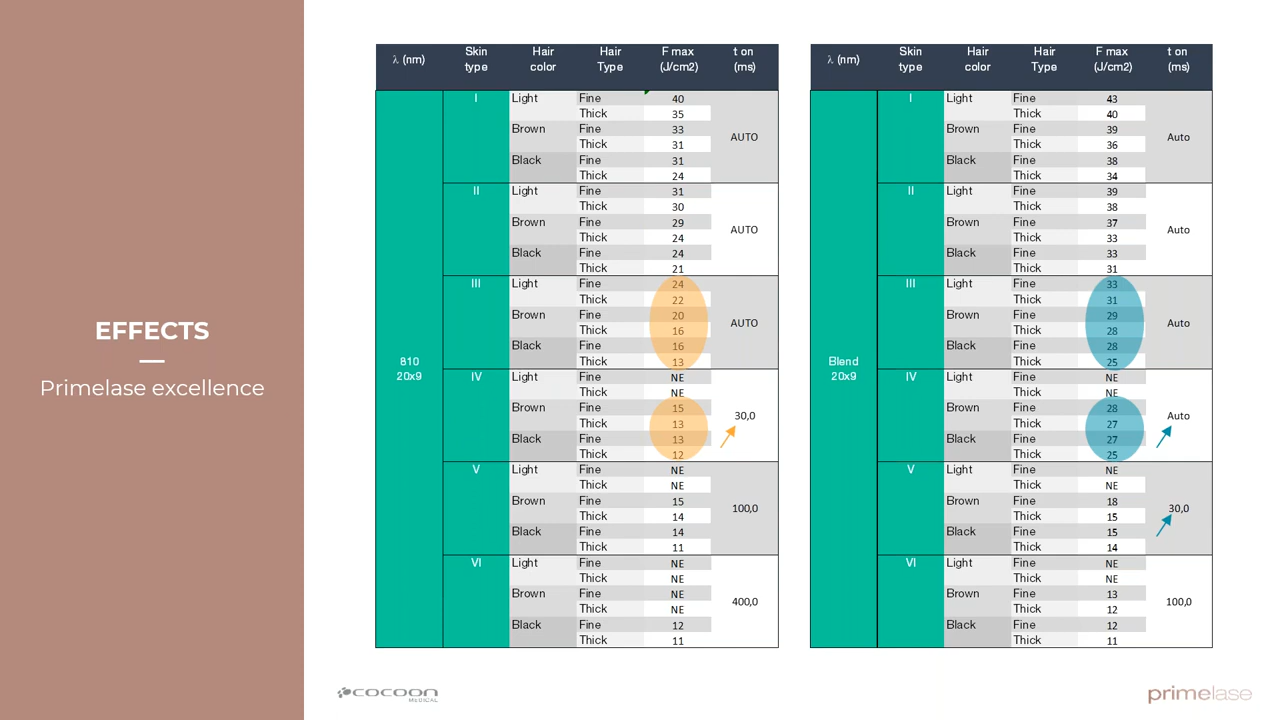 EFFECTS
Primelase excellence
λ (nm) Skin type Hair color Hair Type F max (J/cm2) t on (ms)
810 20x9
I Light Fine 40 AUTO
Thick 35
Brown Fine 33
Thick 31
Black Fine 31
Thick 24
II Light Fine 31 AUTO
Thick 30
Brown Fine 29
Thick 24
Black Fine 24
Thick 21
III Light Fine 24 AUTO
Thick 22
Brown Fine 20
Thick 16
Black Fine 16
Thick 13
IV Light Fine NE 30,0
Thick NE
Brown Fine 15
Thick 13
Black Fine 13
Thick 12
V Light Fine NE 100,0
Thick NE
Brown Fine 15
Thick 14
Black Fine 14
Thick 11
VI Light Fine NE 400,0
Thick NE
Brown Fine NE
Thick NE
Black Fine 12
Thick 11
λ (nm) Skin type Hair color Hair Type F max (J/cm2) t on (ms)
Blend 20x9
I Light Fine 43 Auto
Thick 40
Brown Fine 39
Thick 36
Black Fine 38
Thick 34
II Light Fine 39 Auto
Thick 38
Brown Fine 37
Thick 33
Black Fine 33
Thick 31
III Light Fine 33 Auto
Thick 31
Brown Fine 29
Thick 28
Black Fine 28
Thick 25
IV Light Fine NE Auto
Thick NE
Brown Fine 28
Thick 27
Black Fine 27
Thick 25
V Light Fine NE 30,0
Thick NE
Brown Fine 18
Thick 15
Black Fine 15
Thick 14
VI Light Fine NE 100,0
Thick NE
Brown Fine 13
Thick 12
Black Fine 12
Thick 11
COCOON
MEDICAL
primelase